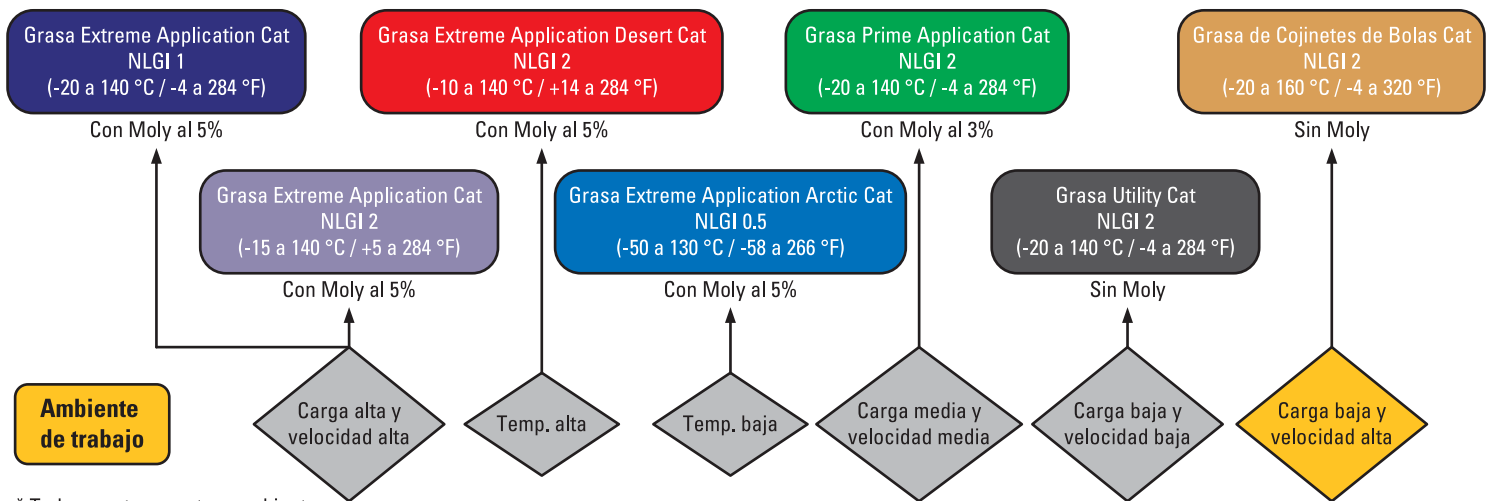 Grasa Extreme Application Cat
NLGI 1
(-20 a 140 °C / -4 a 284 °F)
Con Moly al 5%
Grasa Extreme Application Desert Cat
NLGI 2
(-10 a 140 °C / +14 a 284 °F)
Con Moly al 5%
Grasa Prime Application Cat
NLGI 2
(-20 a 140 °C / -4 a 284 °F)
Con Moly al 3%
Grasa de Cojinetes de Bolas Cat
NLGI 2
(-20 a 160 °C / -4 a 320 °F)
Sin Moly
Grasa Extreme Application Cat
NLGI 2
(-15 a 140 °C / +5 a 284 °F)
Con Moly al 5%
Grasa Extreme Application Arctic Cat
NLGI 0.5
(-50 a 130 °C / -58 a 266 °F)
Con Moly al 5%
Grasa Utility Cat
NLGI 2
(-20 a 140 °C / -4 a 284 °F)
Sin Moly
Ambiente
de trabajo
Carga alta y
velocidad alta
Temp. alta
Temp. baja
Carga media y
velocidad media
Carga baja y
velocidad baja
Carga baja y
velocidad alta